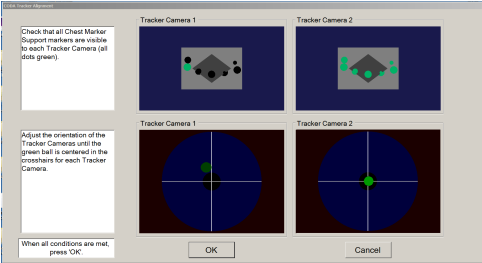 Tracker Alignment
Tracker Camera 1
Tracker Camera 2
Check that all Chest Marker
Support markers are visible
to each Tracker Camera (all
dots green).
Tracker Camera 1
Tracker Camera 2
Adjust the orientation of the
Tracker Cameras until the
green ball is centered in the
crosshairs for each Tracker
Camera.
When all conditions are met,
press 'OK'.
OK
Cancel